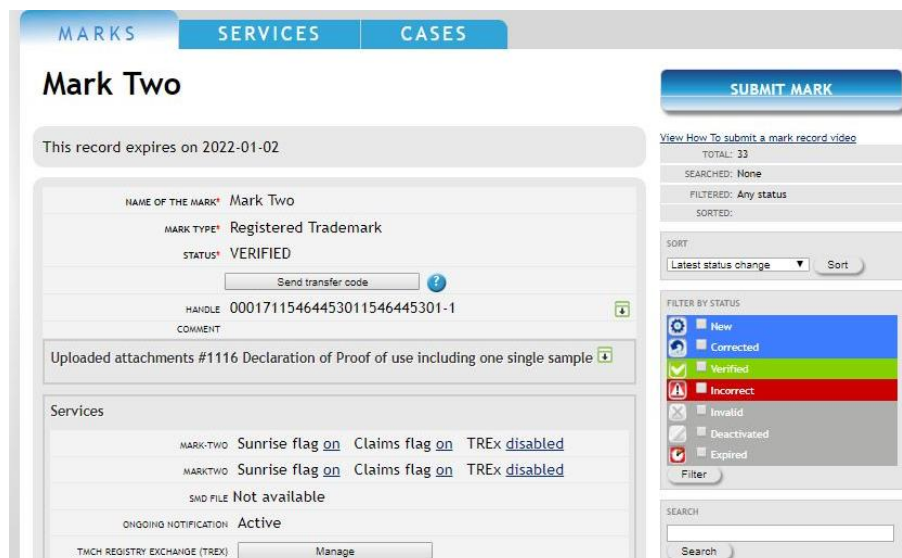 MARKS SERVICES CASES
Mark Two
This record expires on 2022-01-02
NAME OF THE MARK* Mark Two
MARK TYPE* Registered Trademark
STATUS* VERIFIED
Send transfer code ?
HANDLE 00017115464453011546445301-1
COMMENT
Uploaded attachments #1116 Declaration of Proof of use including one single sample
Services
MARK-TWO Sunrise flag on Claims flag on TREx disabled
MARKTWO Sunrise flag on Claims flag on TREx disabled
SMD FILE Not available
ONGOING NOTIFICATION Active
TMCH REGISTRY EXCHANGE (TREX) Manage
SUBMIT MARK
View How To submit a mark record video
TOTAL: 33
SEARCHED: None
FILTERED: Any status
SORTED:
SORT
Latest status change Sort
FILTER BY STATUS
New
Corrected
Verified
Incorrect
Invalid
Deactivated
Expired
Filter
SEARCH
Search